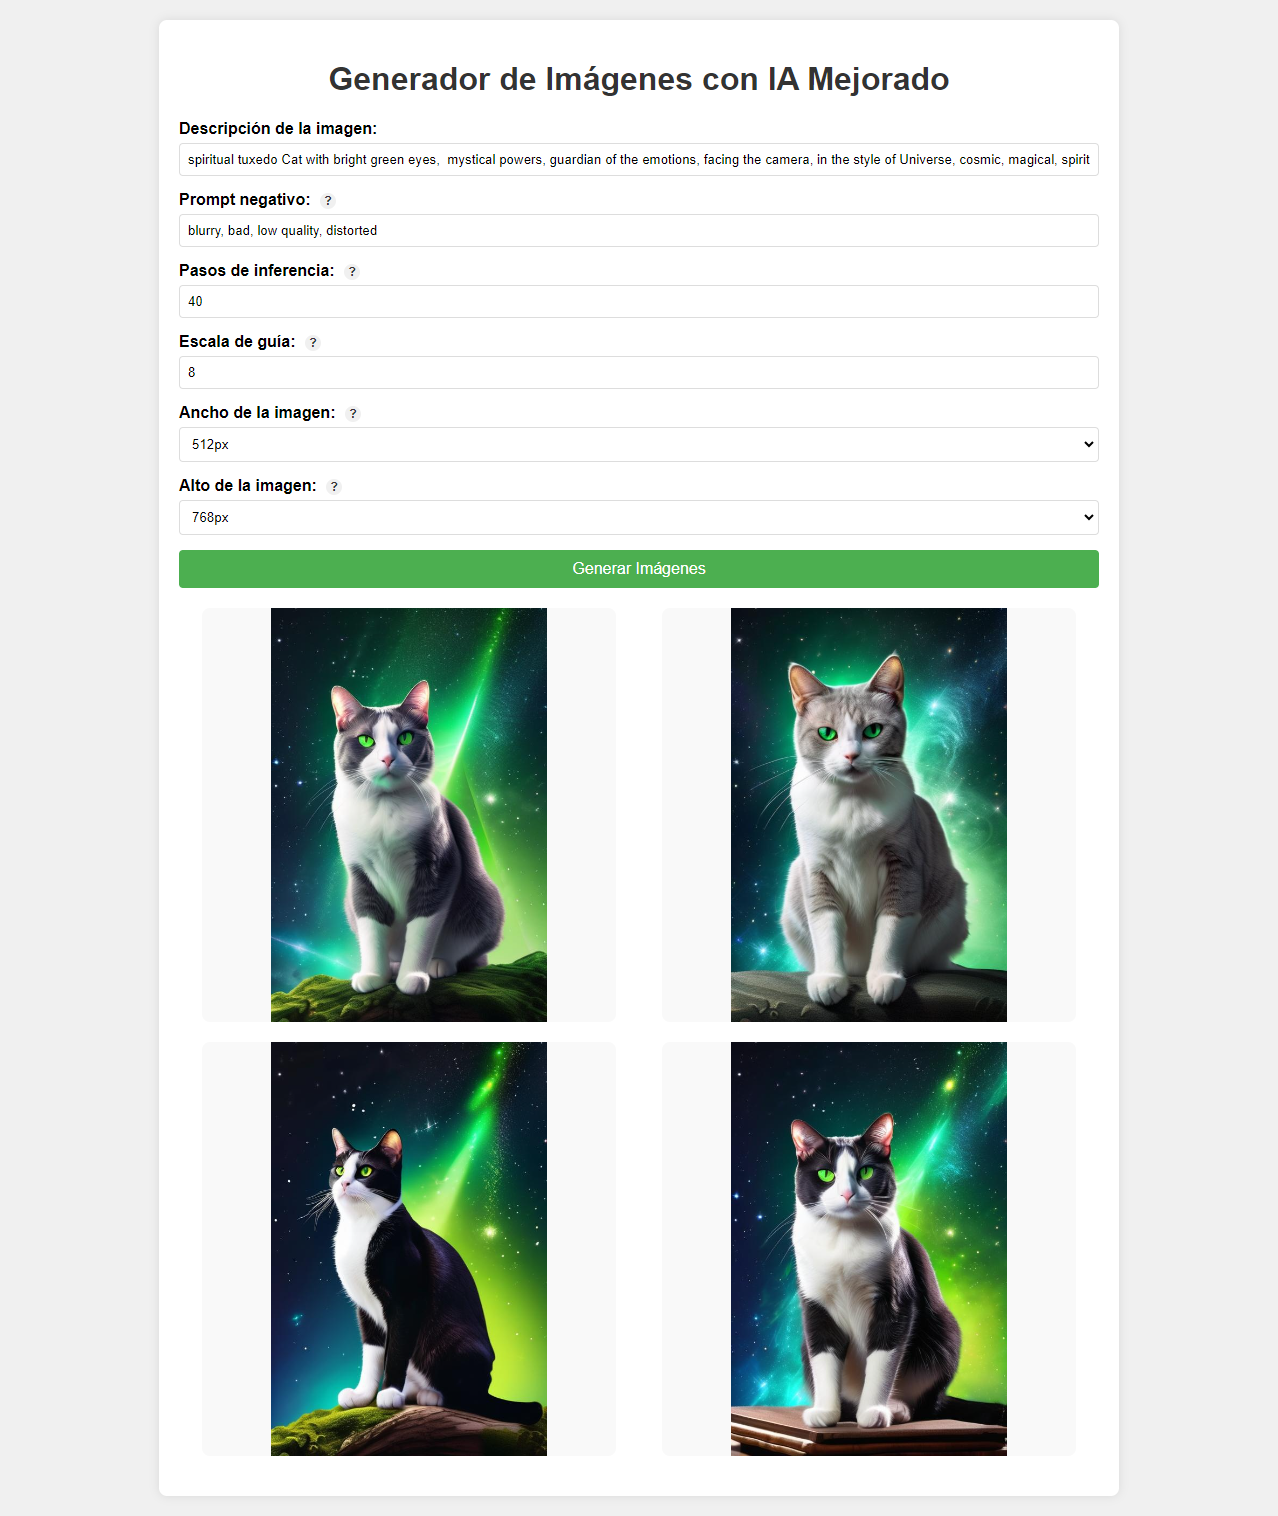 Generador de Imágenes con IA Mejorado
Descripción de la imagen:
spiritual tuxedo Cat with bright green eyes,  mystical powers, guardian of the emotions, facing the camera, in the style of Universe, cosmic, magical, spirit
Prompt negativo: ?
blurry, bad, low quality, distorted
Pasos de inferencia: ?
40
Escala de guía: ?
8
Ancho de la imagen: ?
512px
Alto de la imagen: ?
768px
Generar Imágenes